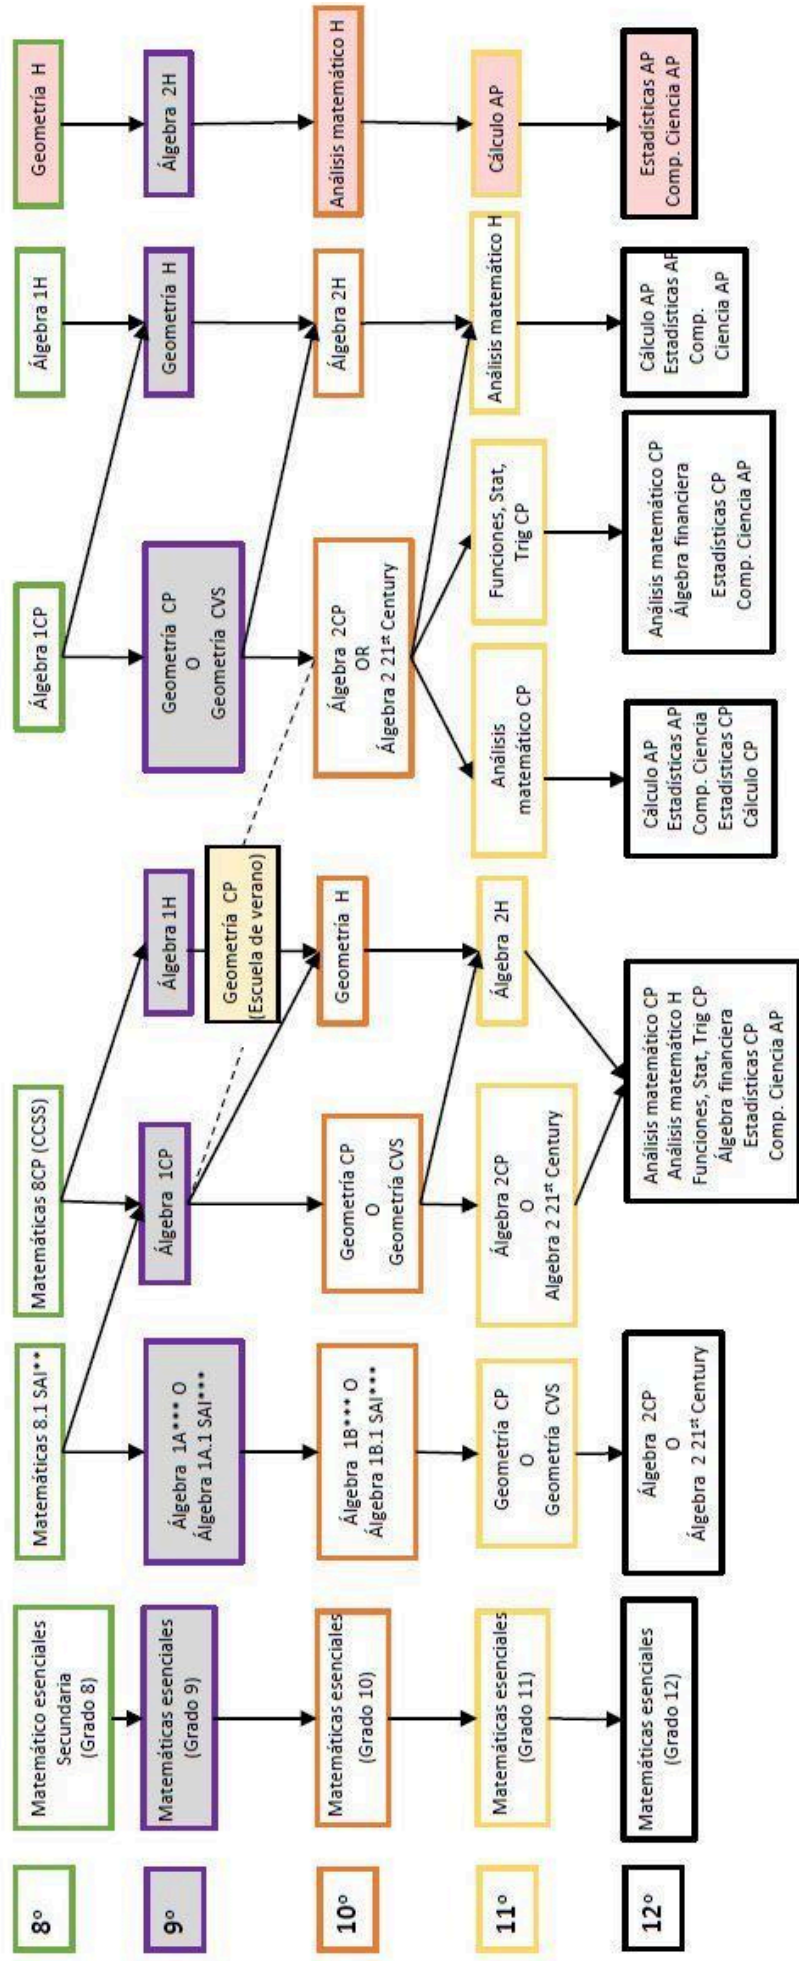 8º
Matemático esenciales
Secundaria
(Grado 8)
Matemáticas 8.1 SAI**
Matemáticas 8CP (CCSS)
Álgebra 1CP
Álgebra 1H
Geometría H
9º
Matemáticas esenciales
(Grado 9)
Álgebra 1A*** O
Álgebra 1A.1 SAI***
Álgebra 1CP
Álgebra 1H
Geometría CP
O
Geometría CVS
Geometría H
Álgebra 2H
Geometría CP
(Escuela de verano)
10º
Matemáticas esenciales
(Grado 10)
Álgebra 1B*** O
Álgebra 1B.1 SAI***
Geometría CP
O
Geometría CVS
Geometría H
Álgebra 2CP
OR
Álgebra 2 21st Century
Álgebra 2H
Análisis matemático H
11º
Matemáticas esenciales
(Grado 11)
Geometría CP
O
Geometría CVS
Álgebra 2CP
O
Algebra 2 21st Century
Álgebra 2H
Análisis
matemático CP
Funciones, Stat,
Trig CP
Análisis matemático H
Cálculo AP
12º
Matemáticas esenciales
(Grado 12)
Álgebra 2CP
O
Álgebra 2 21st Century
Análisis matemático CP
Análisis matemático H
Funciones, Stat, Trig CP
Álgebra financiera
Estadísticas CP
Comp. Ciencia AP
Cálculo AP
Estadísticas AP
Comp. Ciencia
Estadísticas CP
Cálculo CP
Análisis matemático CP
Álgebra financiera
Estadísticas CP
Comp. Ciencia AP
Cálculo AP
Estadísticas AP
Comp.
Ciencia AP
Estadísticas AP
Comp. Ciencia AP